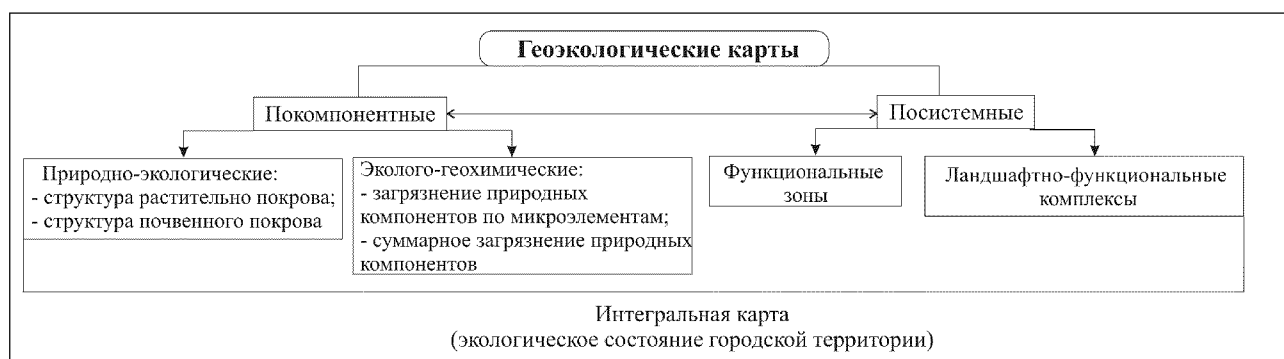 Геоэкологические карты
Покомпонентные
Посистемные
Природно-экологические:
- структура растительно покрова;
- структура почвенного покрова
Эколого-геохимические:
- загрязнение природных
компонентов по микроэлементам;
- суммарное загрязнение природных
компонентов
Функциональные
зоны
Ландшафтно-функциональные
комплексы
Интегральная карта
(экологическое состояние городской территории)